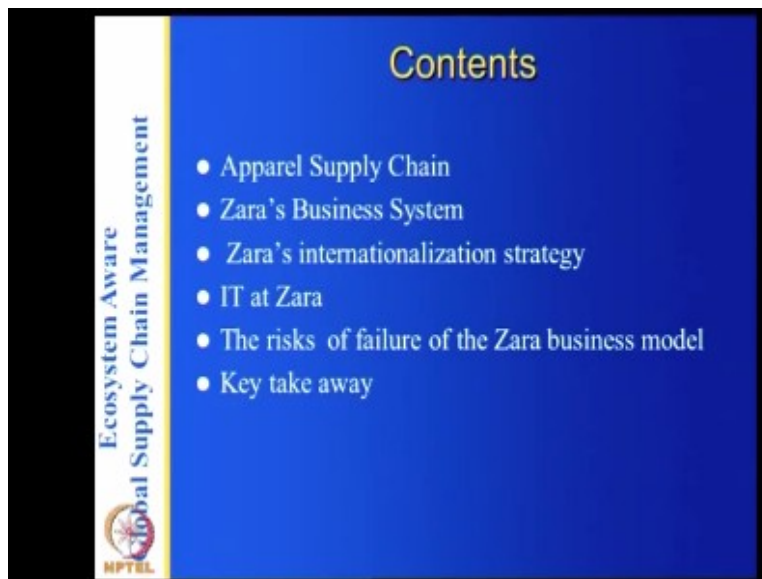 Contents
Ecosystem Aware
Global Supply Chain Management
● Apparel Supply Chain
● Zara's Business System
● Zara's internationalization strategy
● IT at Zara
● The risks of failure of the Zara business model
● Key take away
NPTEL